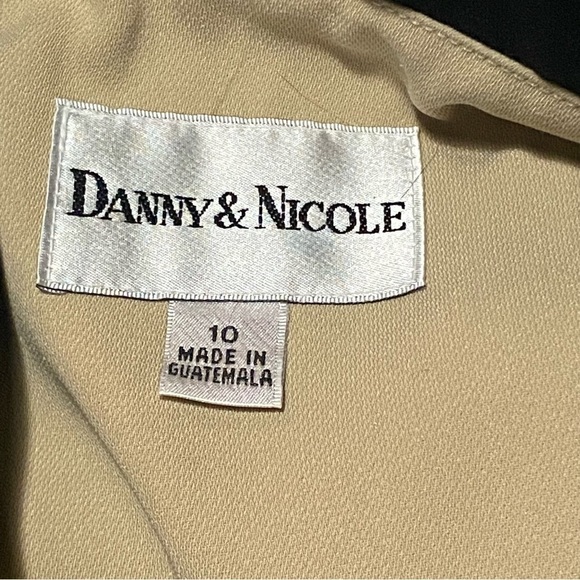 DANNY & NICOLE
10
MADE IN
GUATEMALA